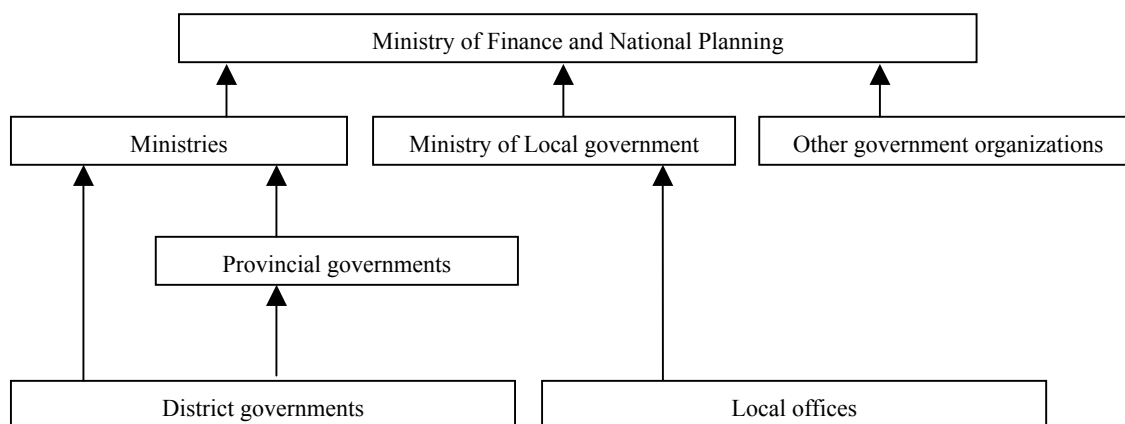 Ministry of Finance and National Planning
Ministries
Ministry of Local government
Other government organizations
Provincial governments
District governments
Local offices